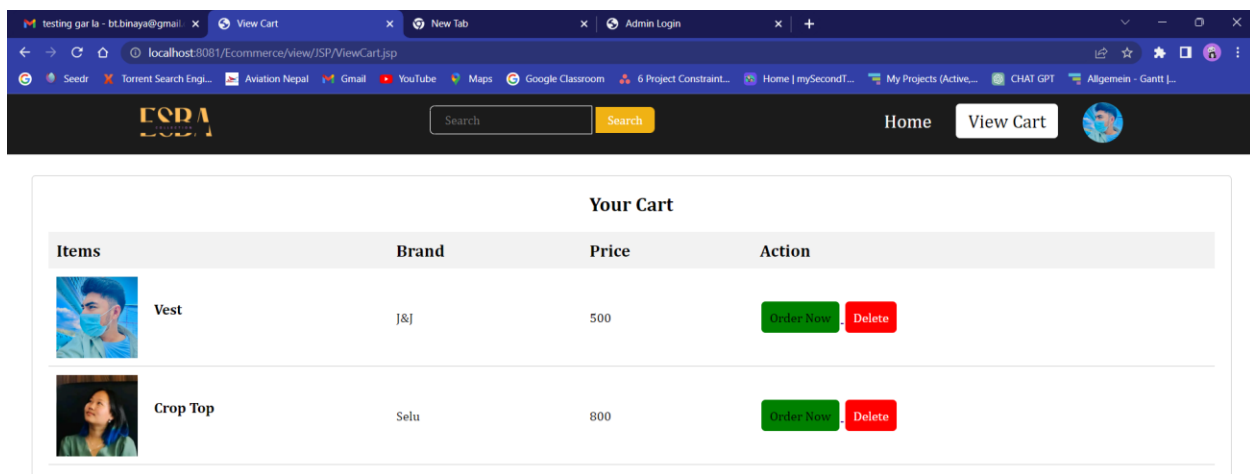 testing gar la - bt.binaya@gmail. View Cart New Tab Admin Login
localhost:8081/Ecommerce/view/JSP/ViewCart.jsp
Seedr Torrent Search Engi... Aviation Nepal Gmail YouTube Maps Google Classroom 6 Project Constraint... Home | mySecondT... My Projects (Active,... CHAT GPT Allgemein - Gantt |...
ESBA Search Search Home View Cart
Your Cart
Items Brand Price Action
Vest J&J 500 Order Now Delete
Crop Top Selu 800 Order Now Delete